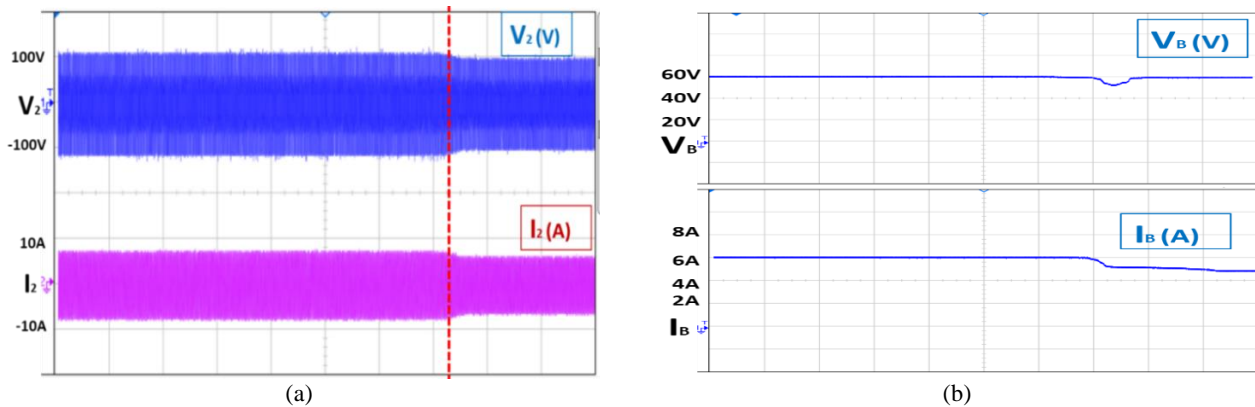 V₂(V)
100V
V₂
-100V
I₂(A)
10A
I₂
-10A
(a)
V_B(V)
60V
40V
20V
V_B
I_B(A)
8A
6A
4A
2A
I_B
(b)